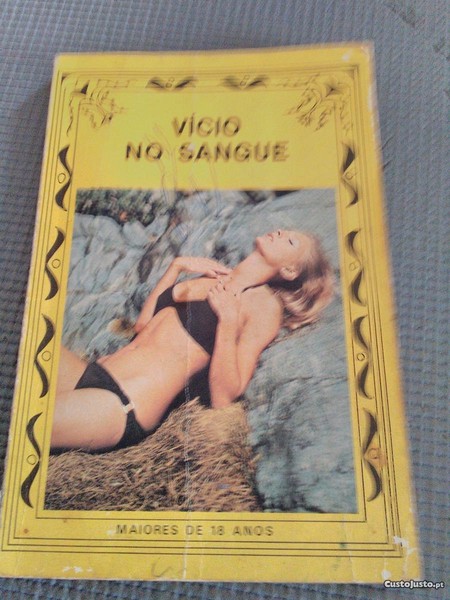 VÍCIO
NO SANGUE
MAIORES DE 18 ANOS
CustoJusto.pt